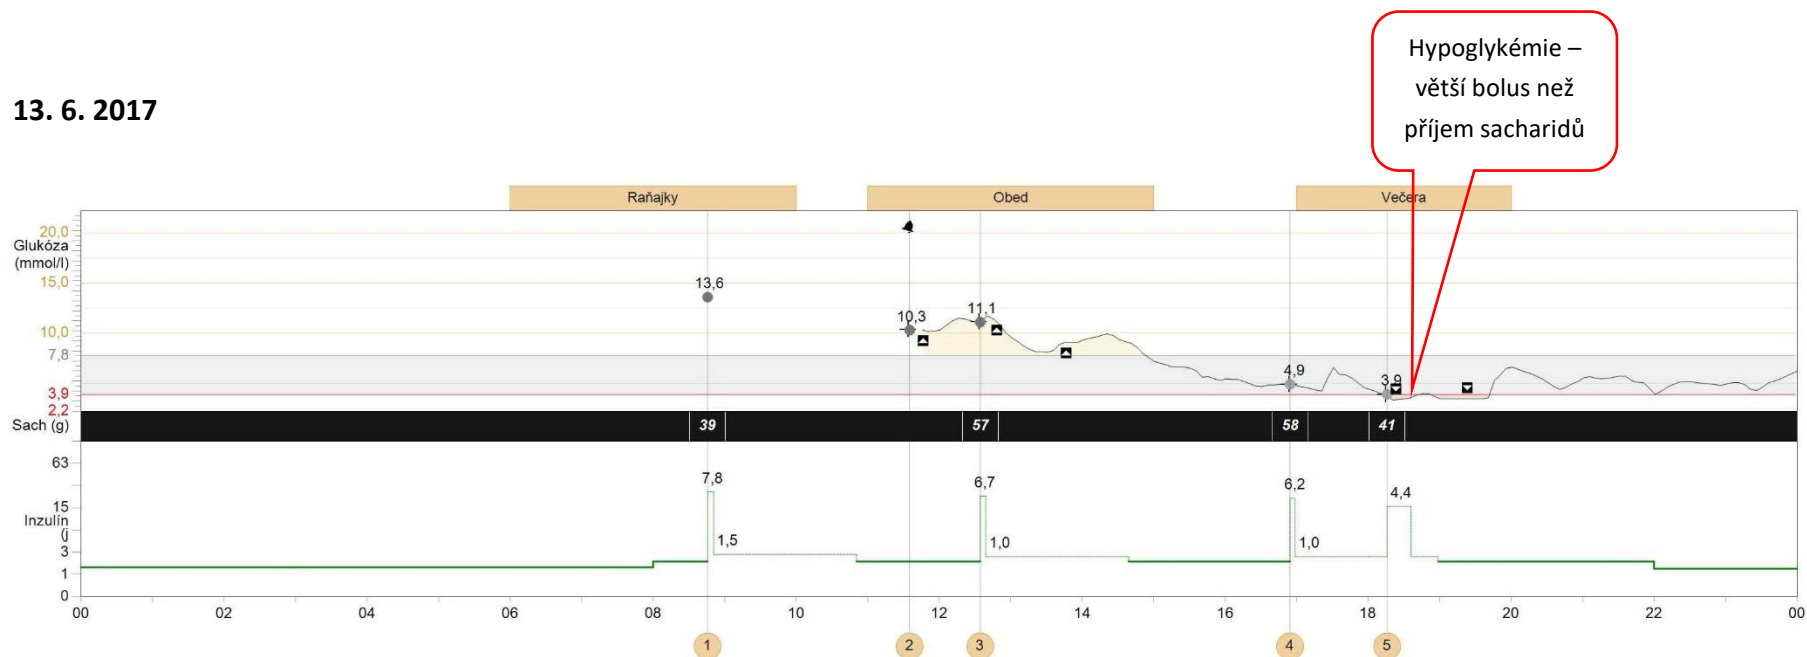 Hypoglykémie –
větší bolus než
příjem sacharidů
13. 6. 2017
Raňajky
Obed
Večera
20,0
Glukóza
(mmol/l)
15,0
10,0
7,8
3,9
2,2
13,6
10,3
11,1
4,9
3,9
Sach (g)
39
57
58
41
63
15
Inzulín
(j
3
1
0
7,8
1,5
6,7
1,0
6,2
1,0
4,4
00 02 04 06 08 10 12 14 16 18 20 22 00
1 2 3 4 5